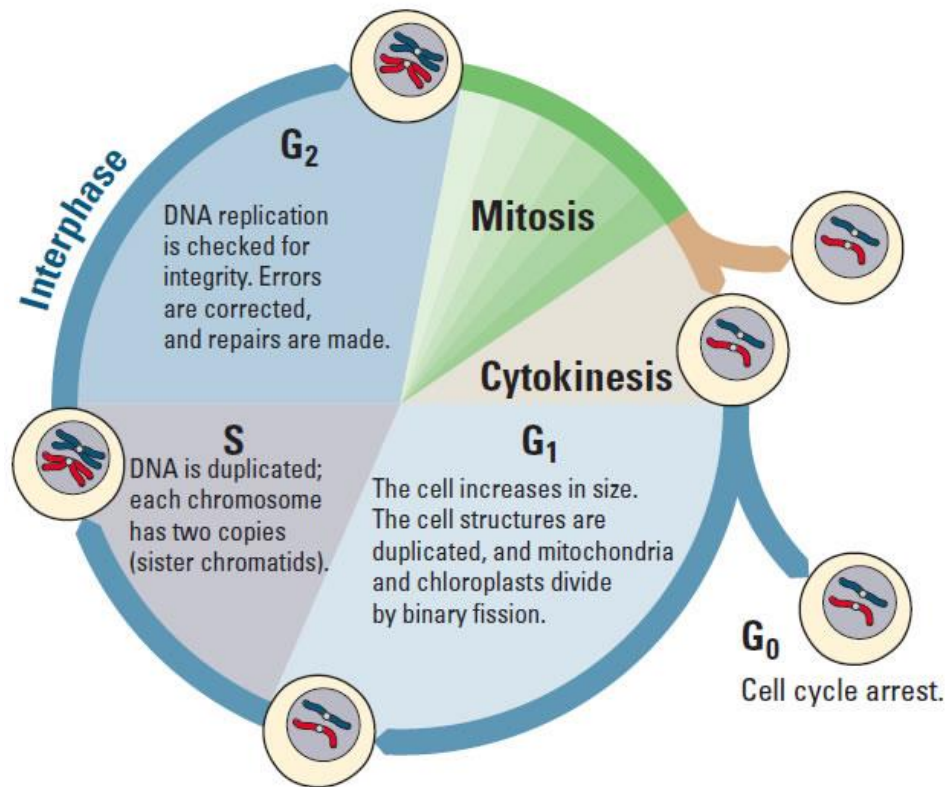 Interphase
G₂
DNA replication
is checked for
integrity. Errors
are corrected,
and repairs are made.
Mitosis
Cytokinesis
S
DNA is duplicated;
each chromosome
has two copies
(sister chromatids).
G₁
The cell increases in size.
The cell structures are
duplicated, and mitochondria
and chloroplasts divide
by binary fission.
G₀
Cell cycle arrest.